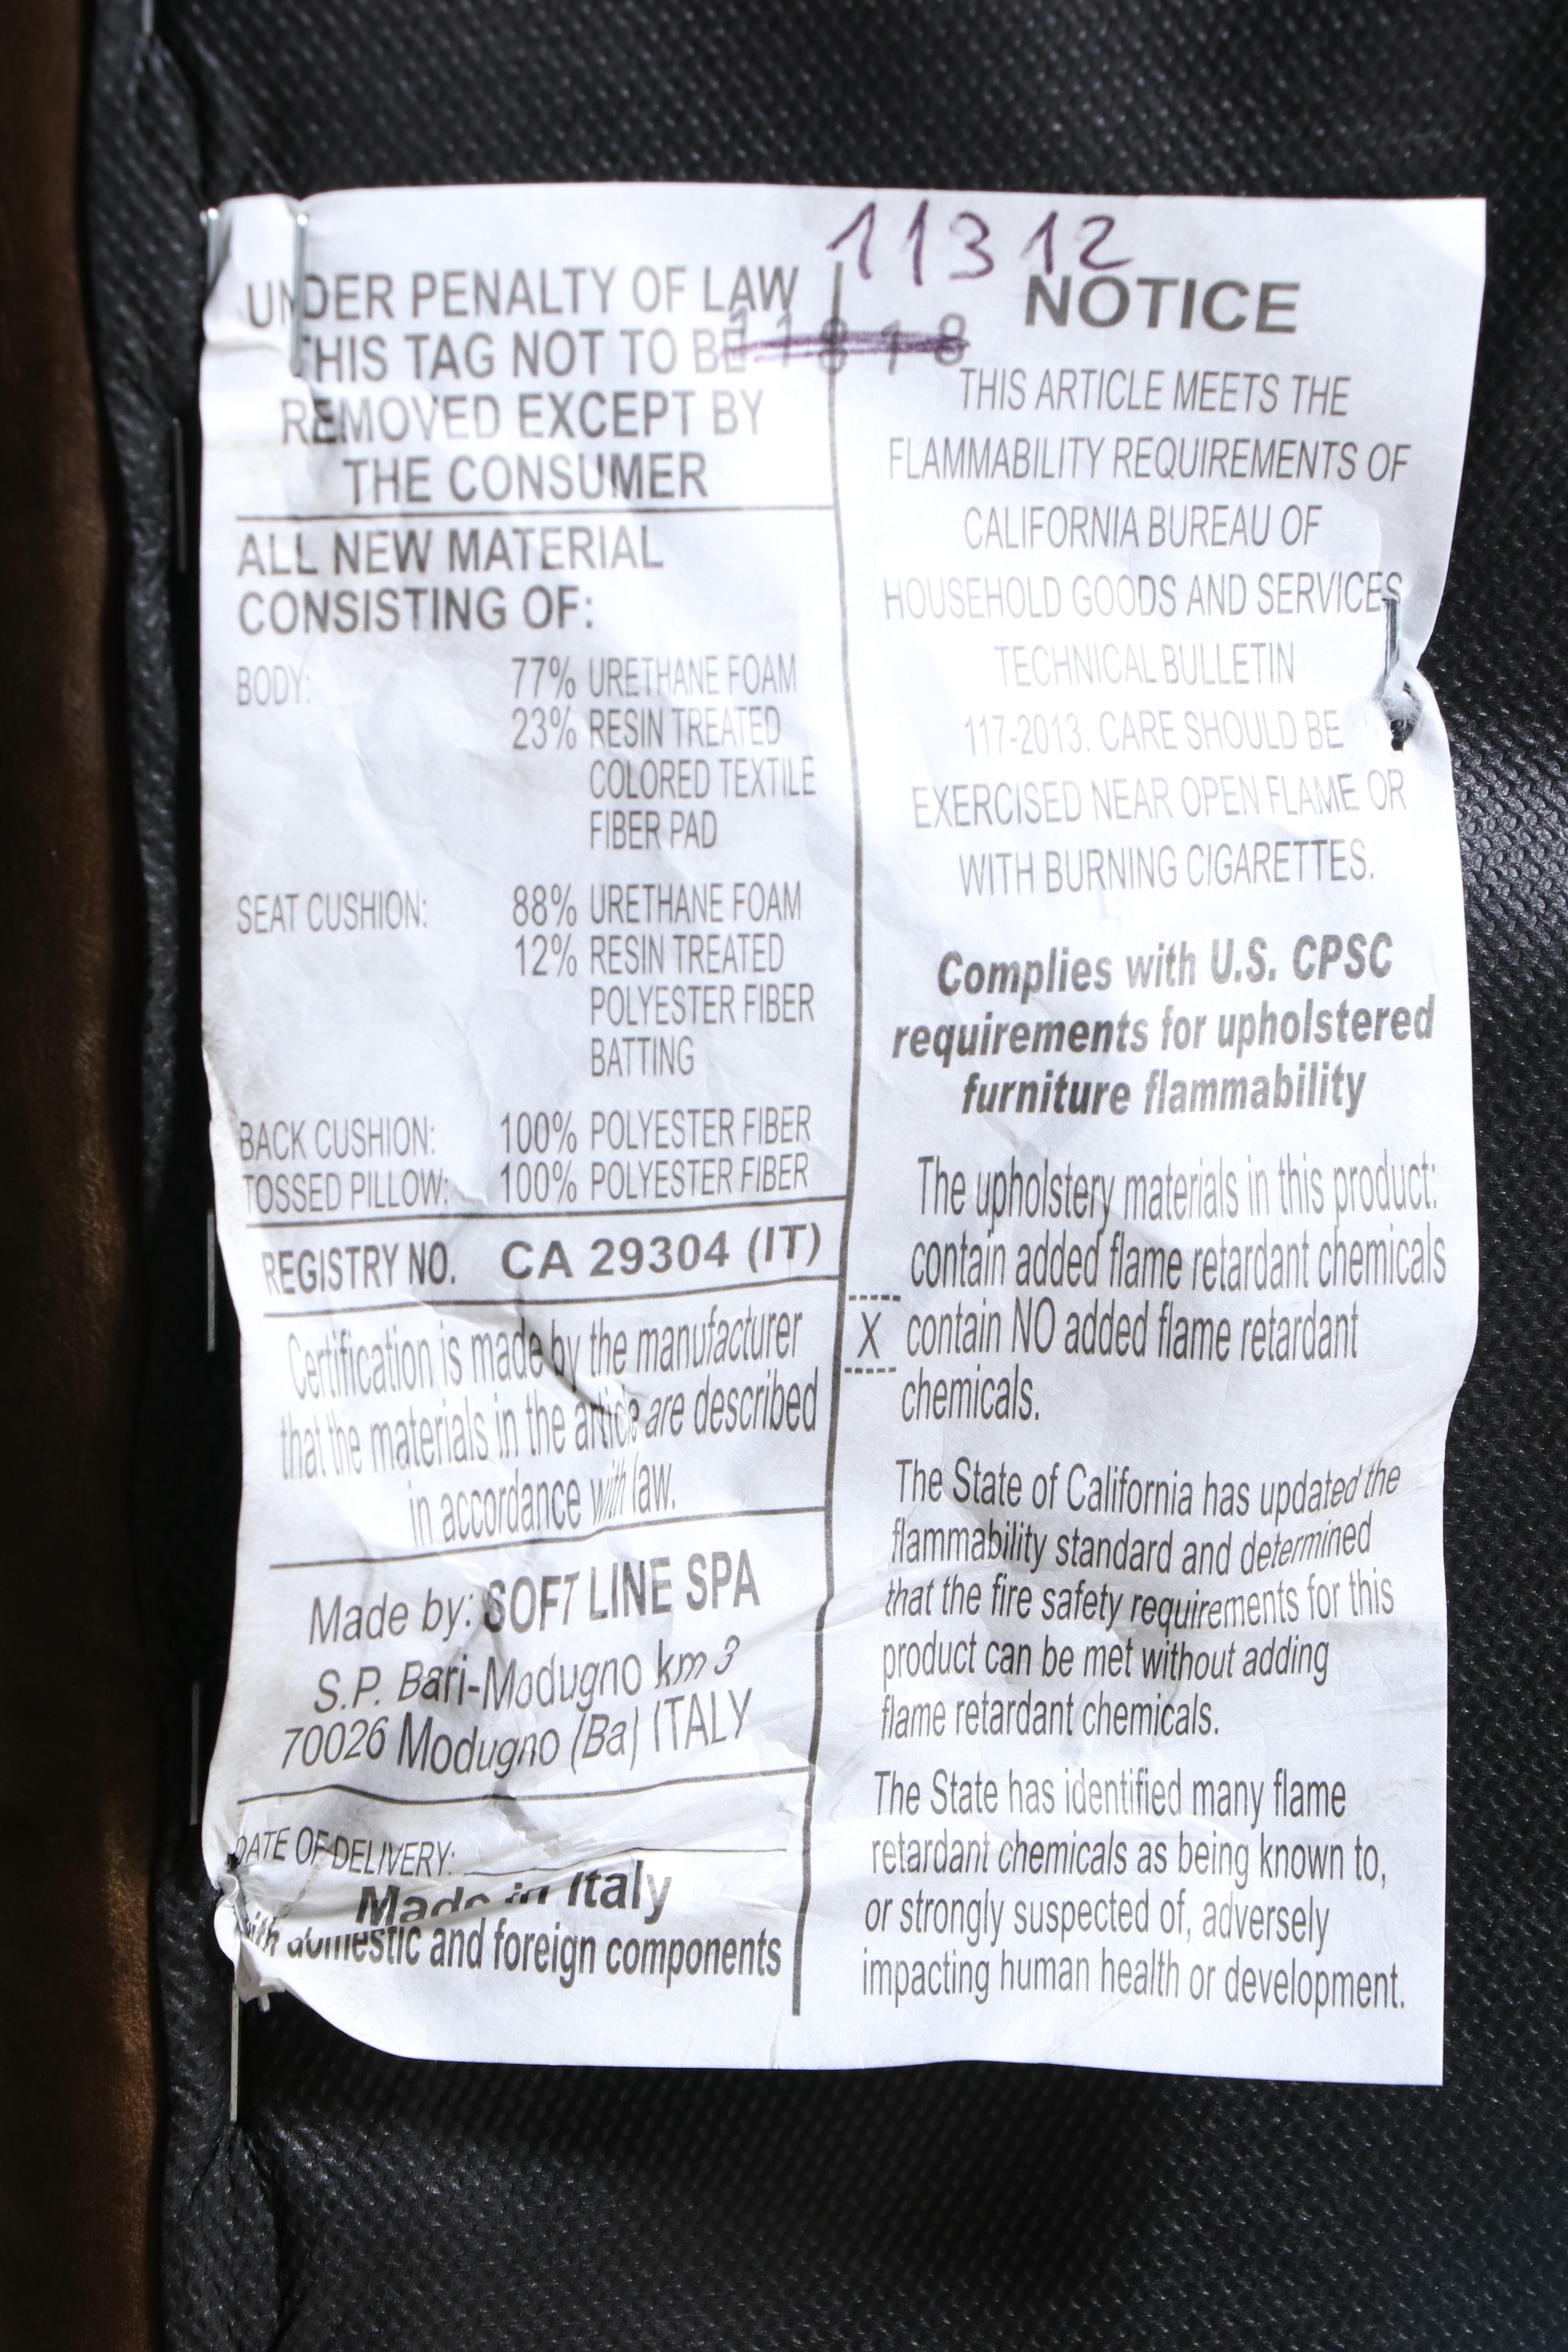 11312
UNDER PENALTY OF LAW
THIS TAG NOT TO BE
REMOVED EXCEPT BY
THE CONSUMER
ALL NEW MATERIAL
CONSISTING OF:
BODY: 77% URETHANE FOAM
23% RESIN TREATED
COLORED TEXTILE
FIBER PAD
SEAT CUSHION: 88% URETHANE FOAM
12% RESIN TREATED
POLYESTER FIBER
BATTING
BACK CUSHION: 100% POLYESTER FIBER
TOSSED PILLOW: 100% POLYESTER FIBER
REGISTRY NO. CA 29304 (IT)
Certification is made by the manufacturer
that the materials in the article are described
in accordance with law.
Made by: SOFT LINE SPA
S.P. Bari-Modugno km 3
70026 Modugno (Ba) ITALY
DATE OF DELIVERY:
Made in Italy
with domestic and foreign components
NOTICE
THIS ARTICLE MEETS THE
FLAMMABILITY REQUIREMENTS OF
CALIFORNIA BUREAU OF
HOUSEHOLD GOODS AND SERVICES
TECHNICAL BULLETIN
117-2013. CARE SHOULD BE
EXERCISED NEAR OPEN FLAME OR
WITH BURNING CIGARETTES.
Complies with U.S. CPSC
requirements for upholstered
furniture flammability
The upholstery materials in this product:
contain added flame retardant chemicals
X contain NO added flame retardant
chemicals.
The State of California has updated the
flammability standard and determined
that the fire safety requirements for this
product can be met without adding
flame retardant chemicals.
The State has identified many flame
retardant chemicals as being known to,
or strongly suspected of, adversely
impacting human health or development.